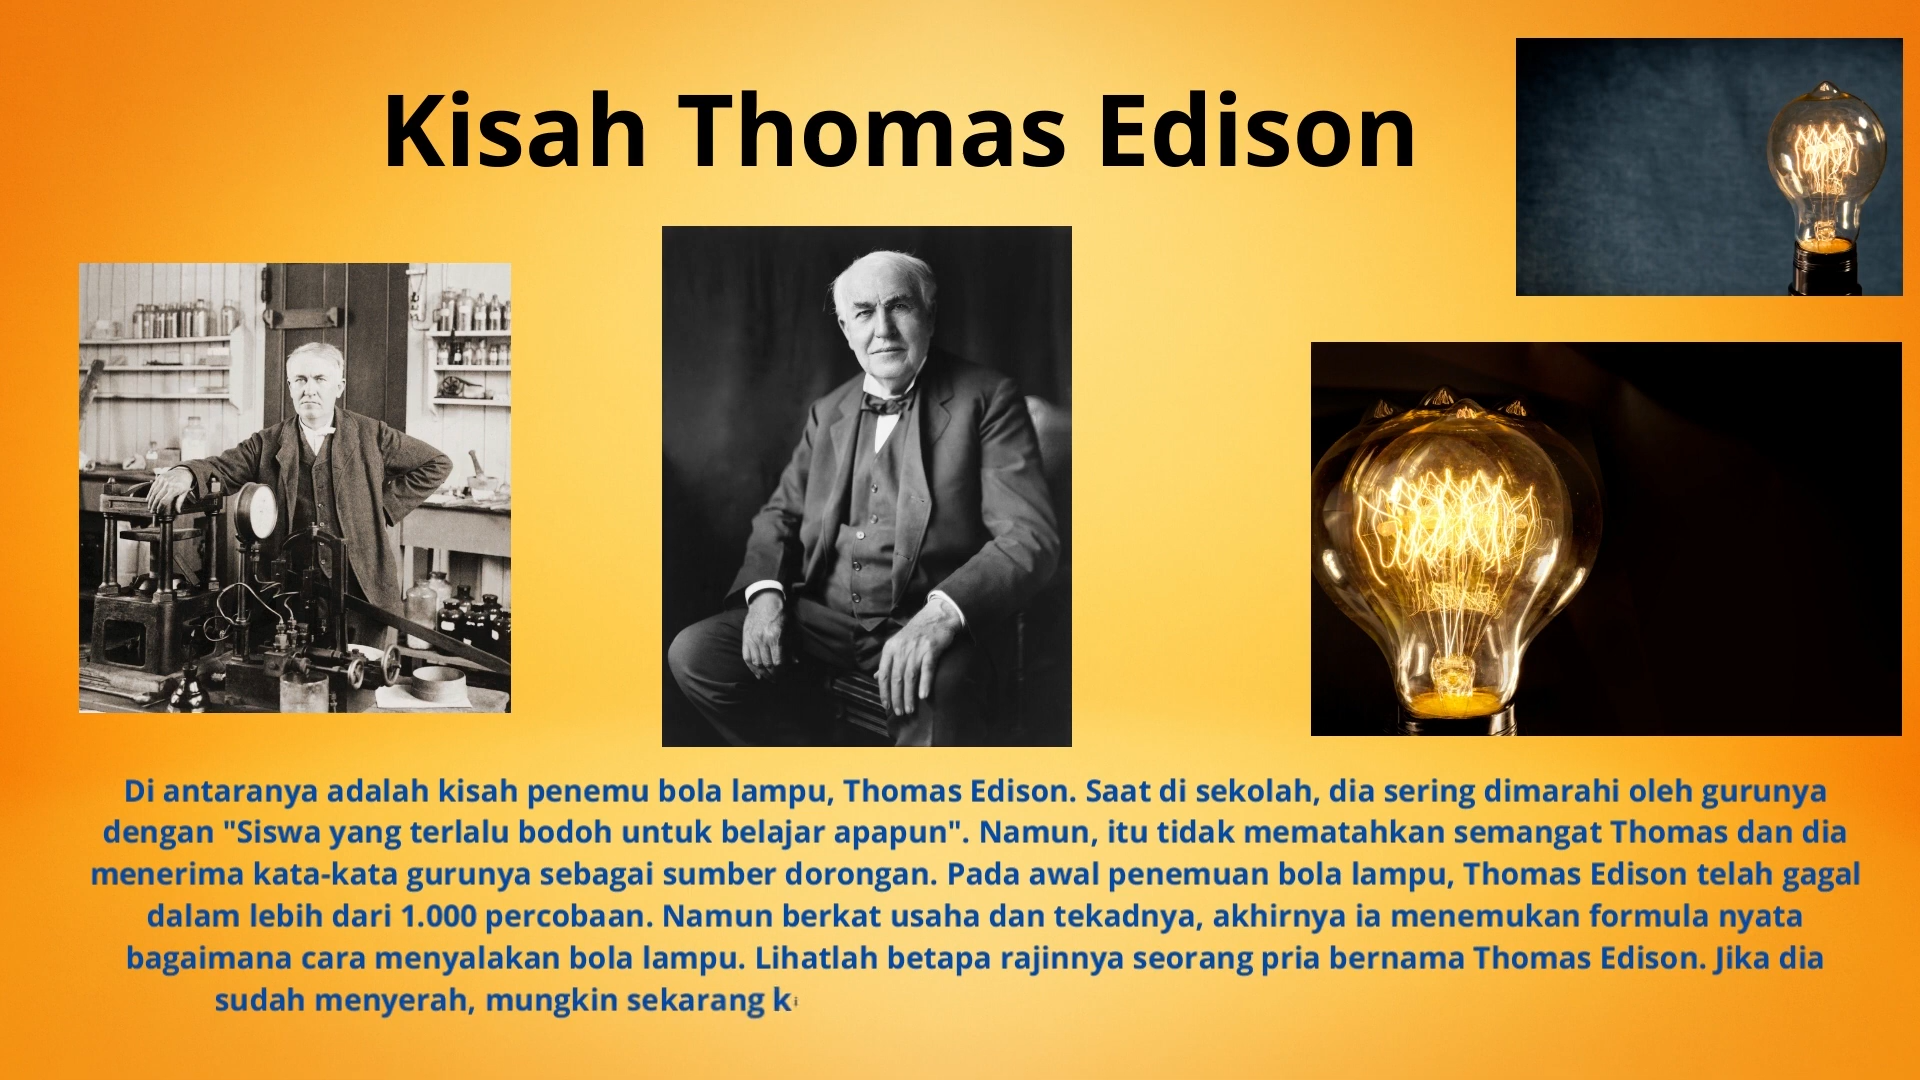 Kisah Thomas Edison
Di antaranya adalah kisah penemu bola lampu, Thomas Edison. Saat di sekolah, dia sering dimarahi oleh gurunya
dengan "Siswa yang terlalu bodoh untuk belajar apapun". Namun, itu tidak mematahkan semangat Thomas dan dia
menerima kata-kata gurunya sebagai sumber dorongan. Pada awal penemuan bola lampu, Thomas Edison telah gagal
dalam lebih dari 1.000 percobaan. Namun berkat usaha dan tekadnya, akhirnya ia menemukan formula nyata
bagaimana cara menyalakan bola lampu. Lihatlah betapa rajinnya seorang pria bernama Thomas Edison. Jika dia
sudah menyerah, mungkin sekarang k